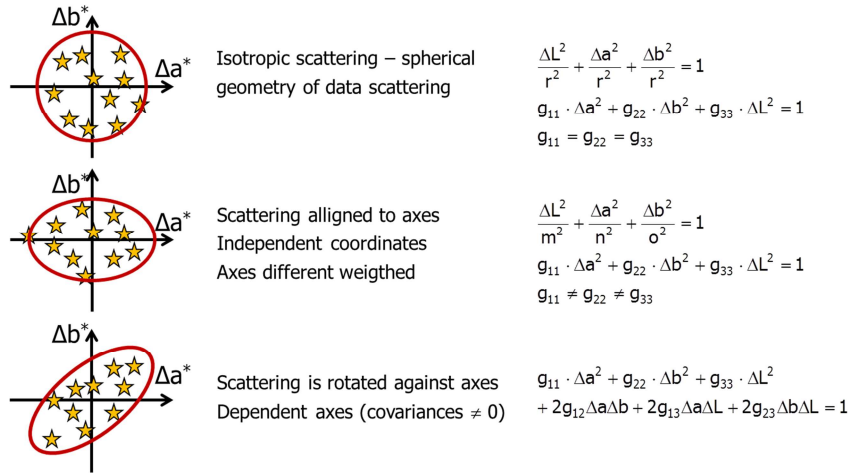 Δb*
Δa*
Isotropic scattering – spherical
geometry of data scattering
ΔL²/r² + Δa²/r² + Δb²/r² = 1
g₁₁ · Δa² + g₂₂ · Δb² + g₃₃ · ΔL² = 1
g₁₁ = g₂₂ = g₃₃
Δb*
Δa*
Scattering alligned to axes
Independent coordinates
Axes different weigthed
ΔL²/m² + Δa²/n² + Δb²/o² = 1
g₁₁ · Δa² + g₂₂ · Δb² + g₃₃ · ΔL² = 1
g₁₁ ≠ g₂₂ ≠ g₃₃
Δb*
Δa*
Scattering is rotated against axes
Dependent axes (covariances ≠ 0)
g₁₁ · Δa² + g₂₂ · Δb² + g₃₃ · ΔL²
+ 2g₁₂ΔaΔb + 2g₁₃ΔaΔL + 2g₂₃ΔbΔL = 1